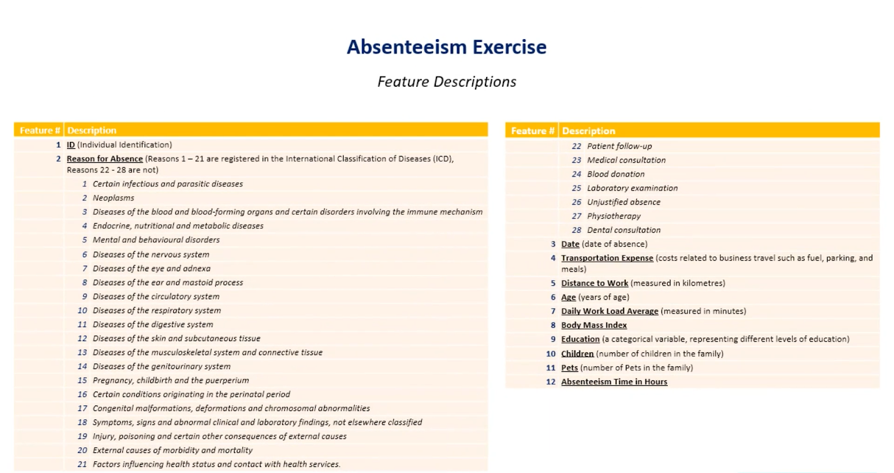 Absenteeism Exercise
Feature Descriptions
Feature # Description
1 ID (Individual Identification)
2 Reason for Absence (Reasons 1 – 21 are registered in the International Classification of Diseases (ICD),
Reasons 22 - 28 are not)
1 Certain infectious and parasitic diseases
2 Neoplasms
3 Diseases of the blood and blood-forming organs and certain disorders involving the immune mechanism
4 Endocrine, nutritional and metabolic diseases
5 Mental and behavioural disorders
6 Diseases of the nervous system
7 Diseases of the eye and adnexa
8 Diseases of the ear and mastoid process
9 Diseases of the circulatory system
10 Diseases of the respiratory system
11 Diseases of the digestive system
12 Diseases of the skin and subcutaneous tissue
13 Diseases of the musculoskeletal system and connective tissue
14 Diseases of the genitourinary system
15 Pregnancy, childbirth and the puerperium
16 Certain conditions originating in the perinatal period
17 Congenital malformations, deformations and chromosomal abnormalities
18 Symptoms, signs and abnormal clinical and laboratory findings, not elsewhere classified
19 Injury, poisoning and certain other consequences of external causes
20 External causes of morbidity and mortality
21 Factors influencing health status and contact with health services.
Feature # Description
22 Patient follow-up
23 Medical consultation
24 Blood donation
25 Laboratory examination
26 Unjustified absence
27 Physiotherapy
28 Dental consultation
3 Date (date of absence)
4 Transportation Expense (costs related to business travel such as fuel, parking, and
meals)
5 Distance to Work (measured in kilometres)
6 Age (years of age)
7 Daily Work Load Average (measured in minutes)
8 Body Mass Index
9 Education (a categorical variable, representing different levels of education)
10 Children (number of children in the family)
11 Pets (number of Pets in the family)
12 Absenteeism Time in Hours